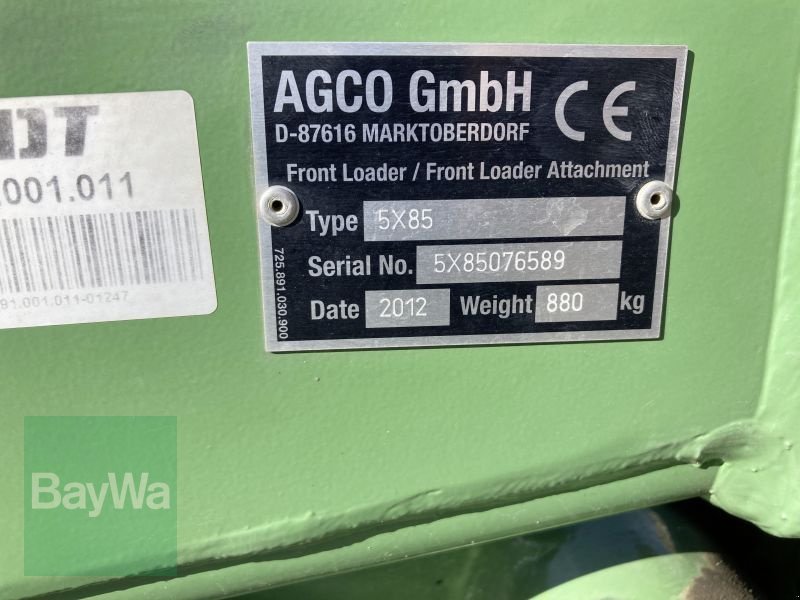 AGCO GmbH
D-87616 MARKTOBERDORF
CE
Front Loader / Front Loader Attachment
Type 5X85
Serial No. 5X85076589
Date 2012 Weight 880 kg
725.891.030.900
DT
.001.011
91.001,011-01247
BayWa